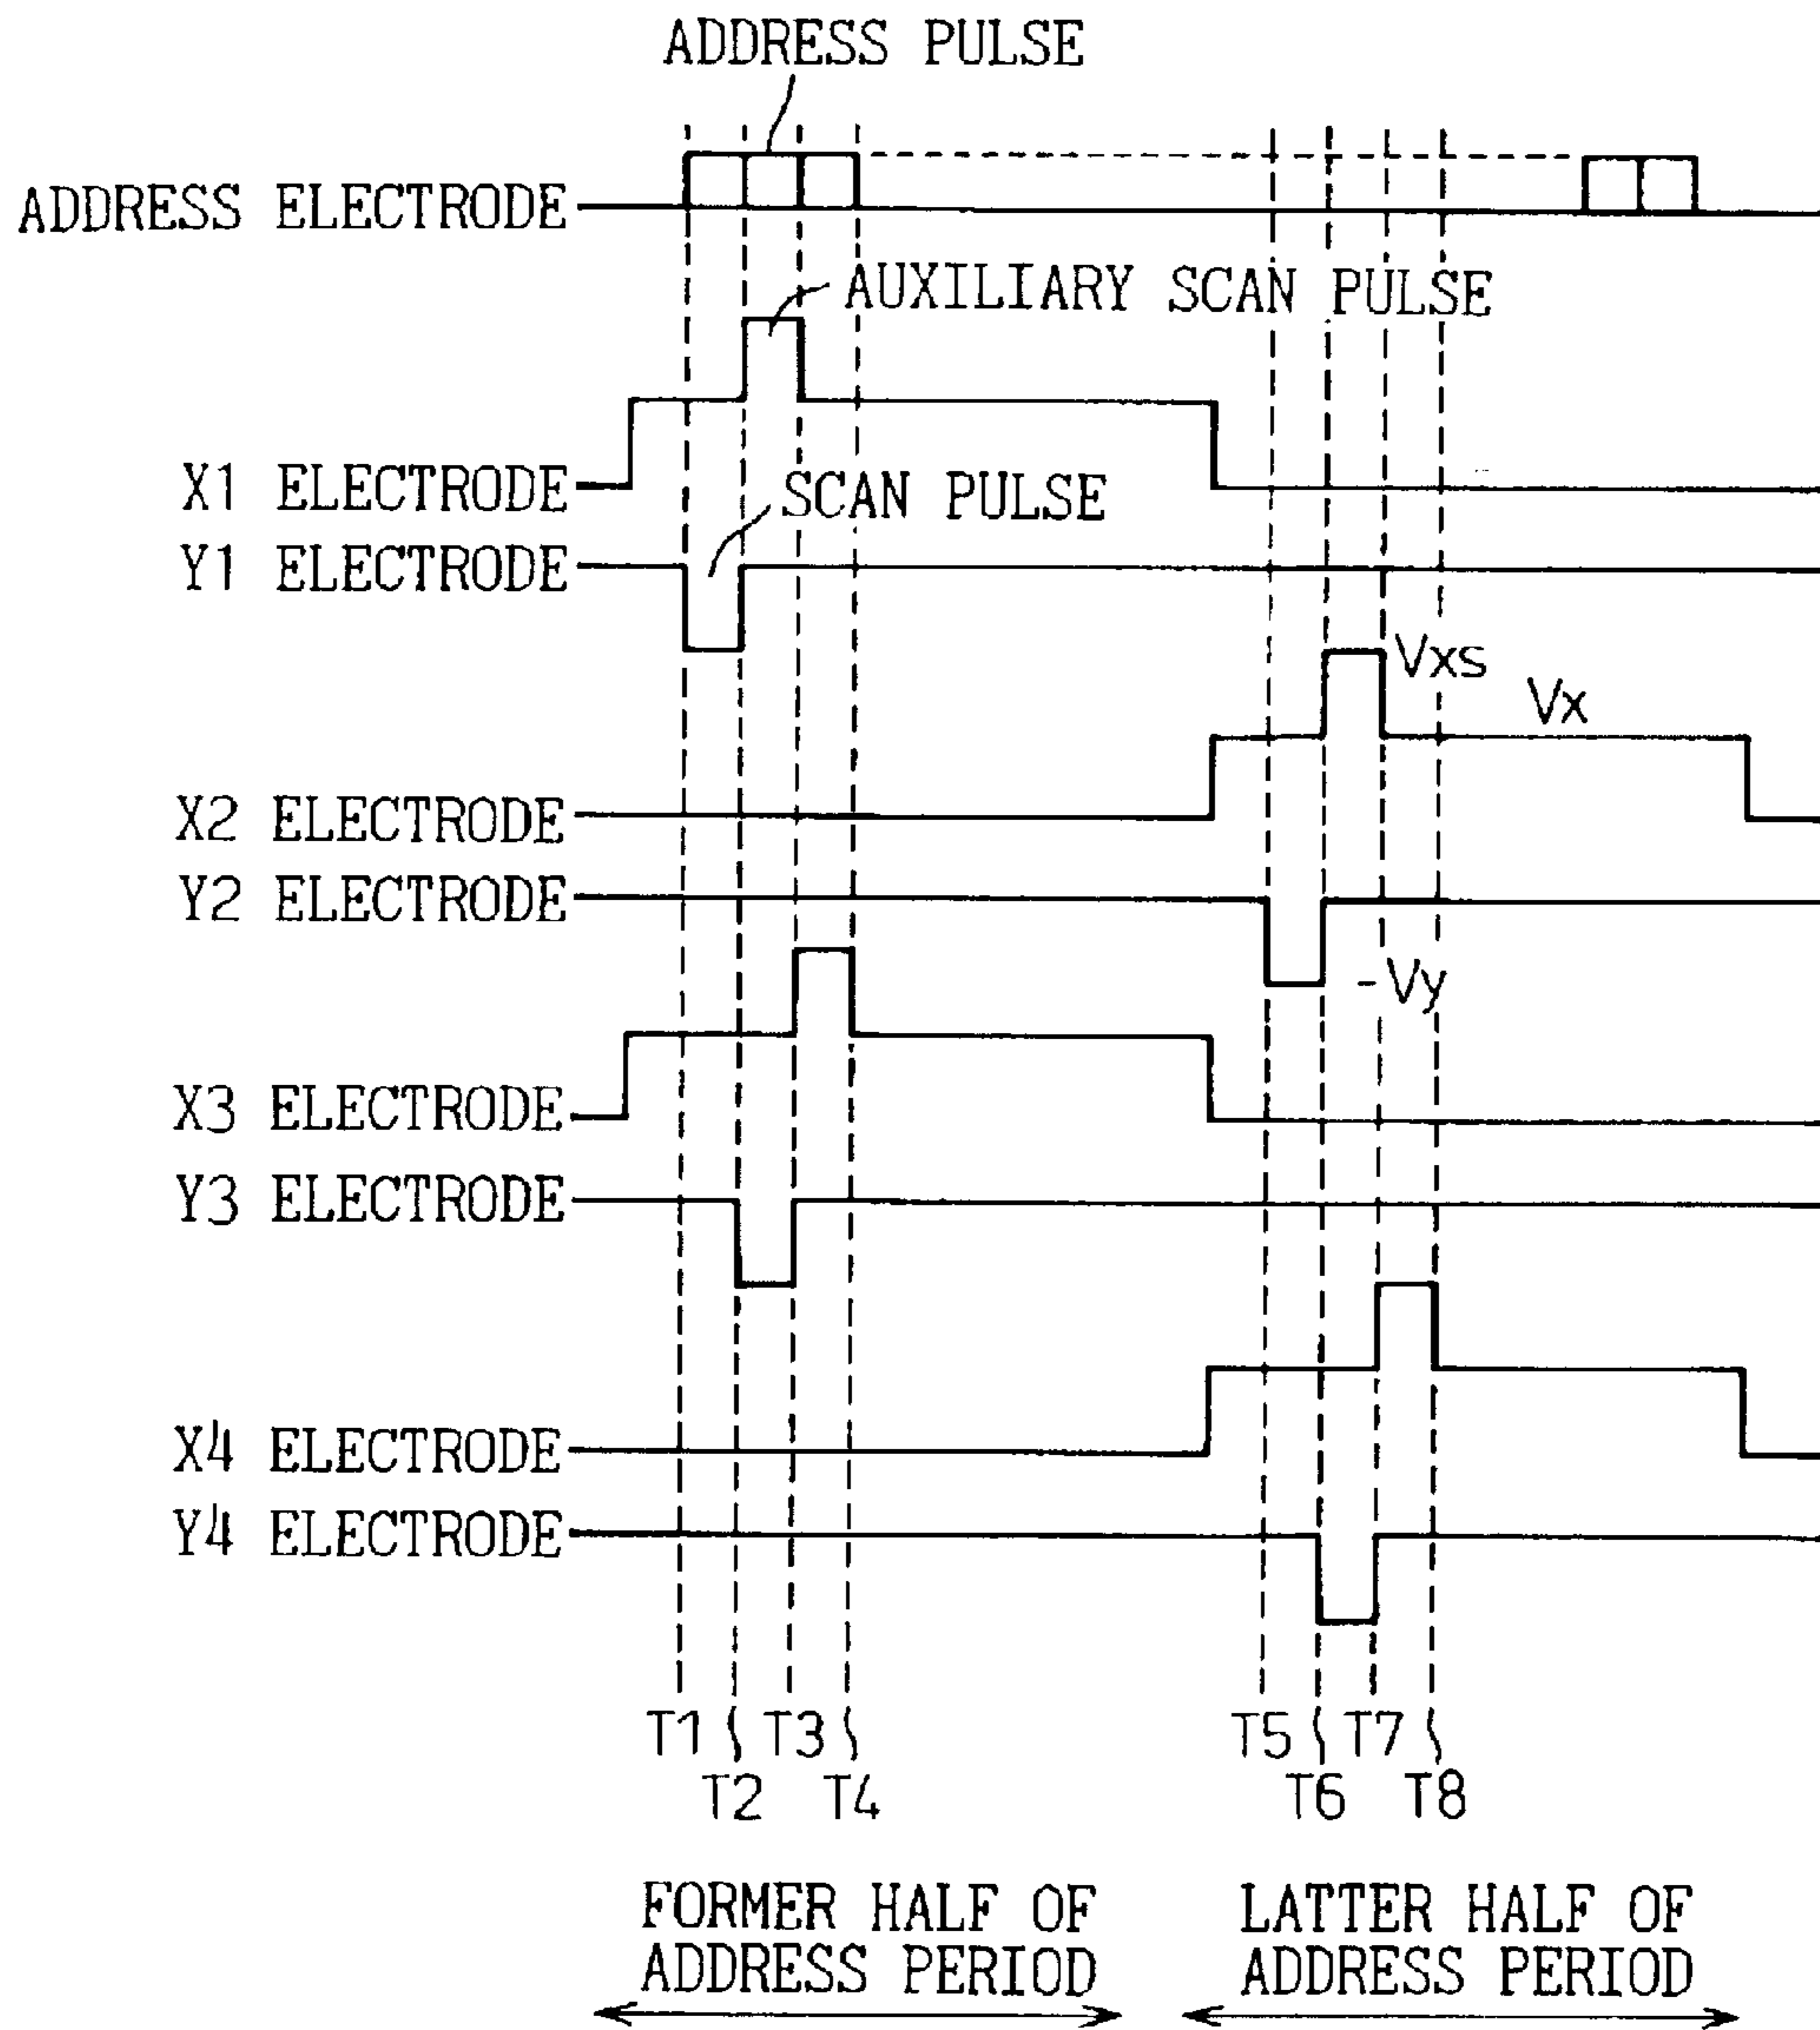 ADDRESS PULSE
ADDRESS ELECTRODE
AUXILIARY SCAN PULSE
X1 ELECTRODE
SCAN PULSE
Y1 ELECTRODE
Vxs
Vx
X2 ELECTRODE
Y2 ELECTRODE
-Vy
X3 ELECTRODE
Y3 ELECTRODE
X4 ELECTRODE
Y4 ELECTRODE
T1 T3 T5 T7
T2 T4 T6 T8
FORMER HALF OF
ADDRESS PERIOD
LATTER HALF OF
ADDRESS PERIOD